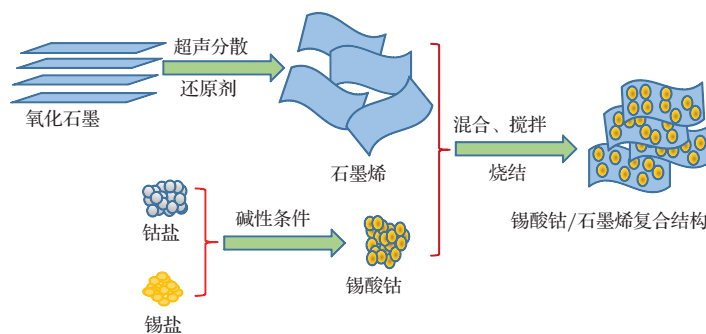 超声分散
还原剂
氧化石墨
石墨烯
混合、搅拌
烧结
锡酸钴/石墨烯复合结构
钴盐
碱性条件
锡酸钴
锡盐